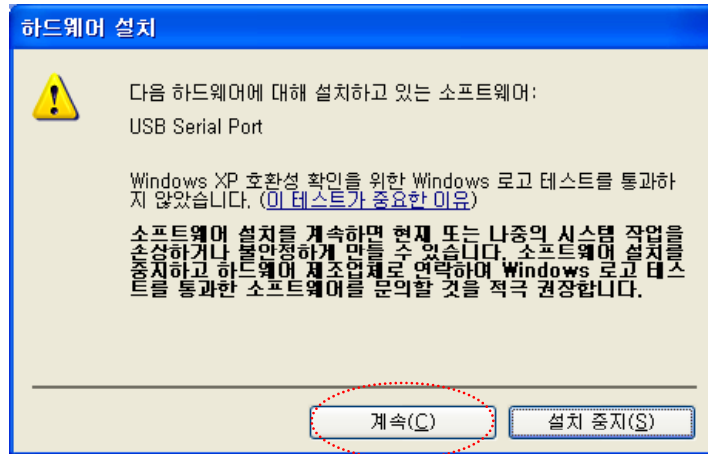 하드웨어 설치
다음 하드웨어에 대해 설치하고 있는 소프트웨어:
USB Serial Port
Windows XP 호환성 확인을 위한 Windows 로고 테스트를 통과하
지 않았습니다. (이 테스트가 중요한 이유)
소프트웨어 설치를 계속하면 현재 또는 나중의 시스템 작업을
손상하거나 불안정하게 만들 수 있습니다. 소프트웨어 설치를
중지하고 하드웨어 제조업체로 연락하여 Windows 로고 테스
트를 통과한 소프트웨어를 문의할 것을 적극 권장합니다.
계속(C)
설치 중지(S)